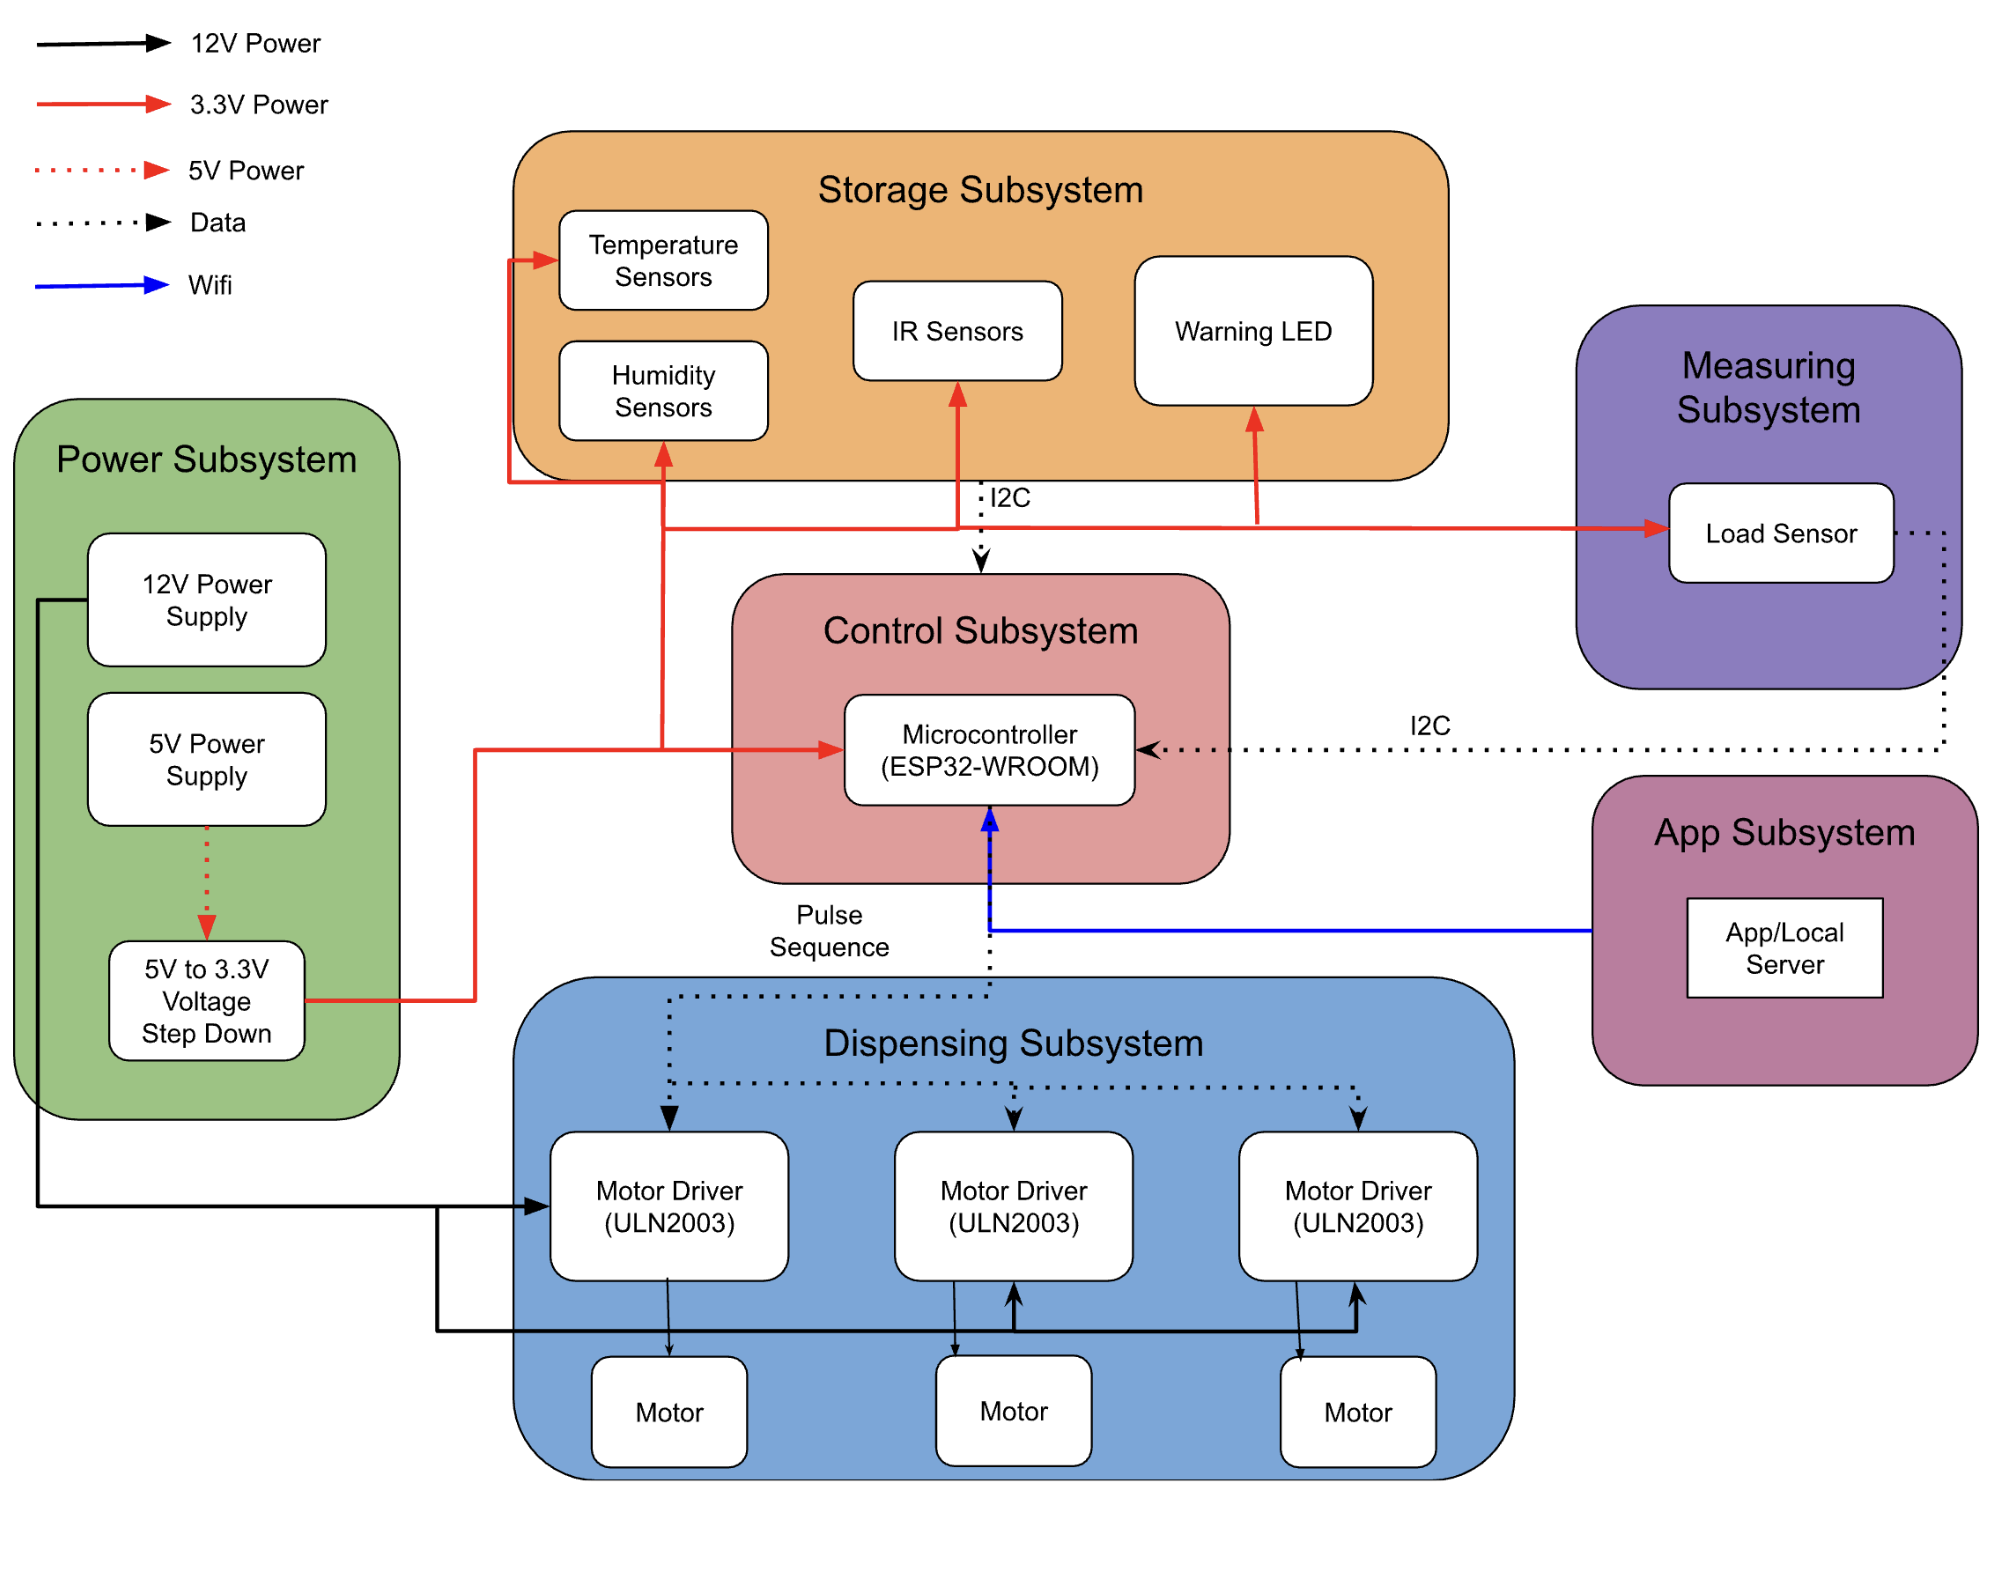 12V Power
3.3V Power
5V Power
Data
Wifi
Storage Subsystem
Temperature
Sensors
Humidity
Sensors
IR Sensors
Warning LED
I2C
Measuring
Subsystem
Load Sensor
Power Subsystem
12V Power
Supply
5V Power
Supply
5V to 3.3V
Voltage
Step Down
Control Subsystem
Microcontroller
(ESP32-WROOM)
I2C
App Subsystem
App/Local
Server
Pulse
Sequence
Dispensing Subsystem
Motor Driver
(ULN2003)
Motor Driver
(ULN2003)
Motor Driver
(ULN2003)
Motor
Motor
Motor